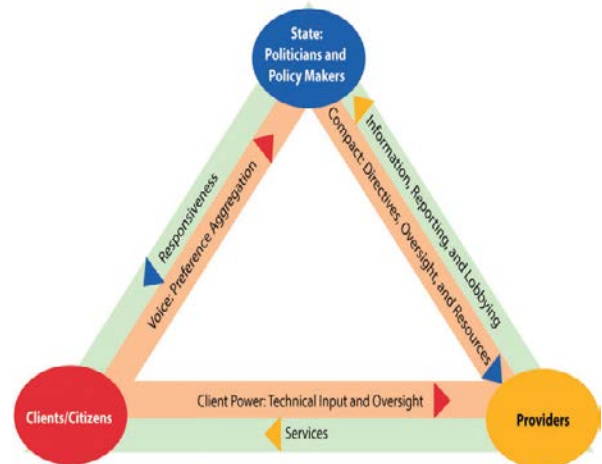 State:
Politicians and
Policy Makers
Responsiveness
Voice: Preference Aggregation
Compact: Directives, Oversight, and Resources
Information, Reporting, and Lobbying
Clients/Citizens
Client Power: Technical Input and Oversight
Services
Providers